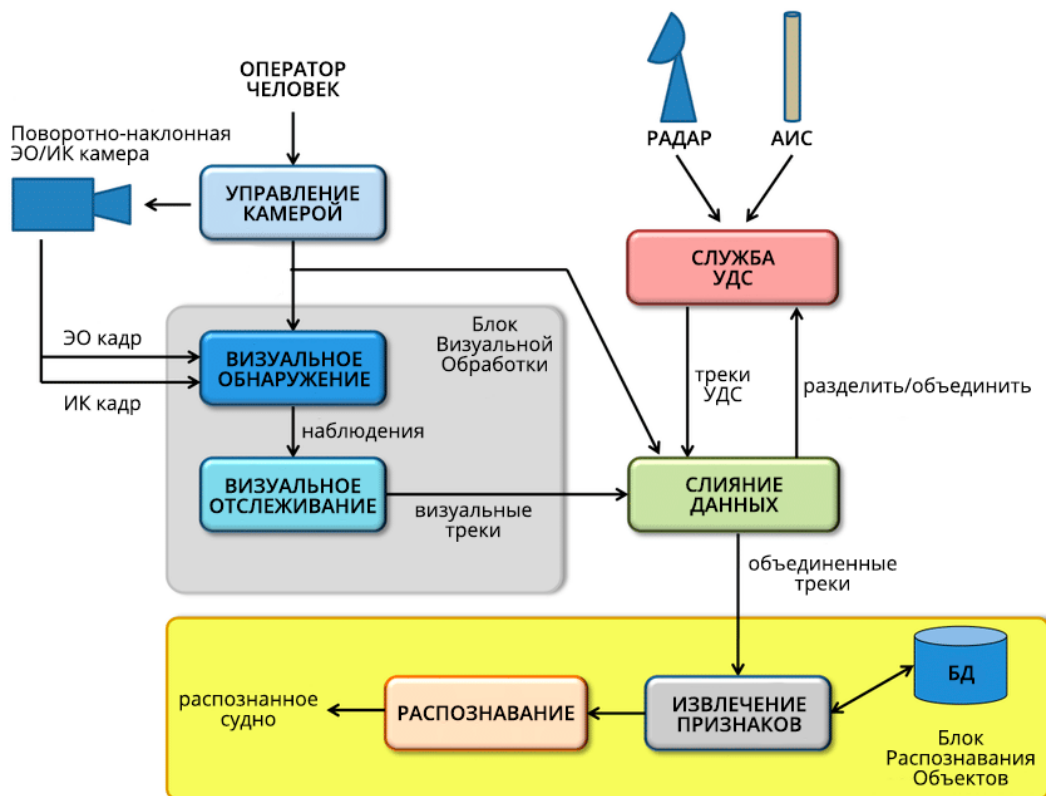 ОПЕРАТОР
ЧЕЛОВЕК
Поворотно-наклонная
ЭО/ИК камера
РАДАР
АИС
УПРАВЛЕНИЕ
КАМЕРОЙ
СЛУЖБА
УДС
Блок
Визуальной
Обработки
ЭО кадр
ИК кадр
ВИЗУАЛЬНОЕ
ОБНАРУЖЕНИЕ
треки
УДС
разделить/объединить
наблюдения
ВИЗУАЛЬНОЕ
ОТСЛЕЖИВАНИЕ
визуальные
треки
СЛИЯНИЕ
ДАННЫХ
объединенные
треки
БД
распознанное
судно
РАСПОЗНАВАНИЕ
ИЗВЛЕЧЕНИЕ
ПРИЗНАКОВ
Блок
Распознавания
Объектов